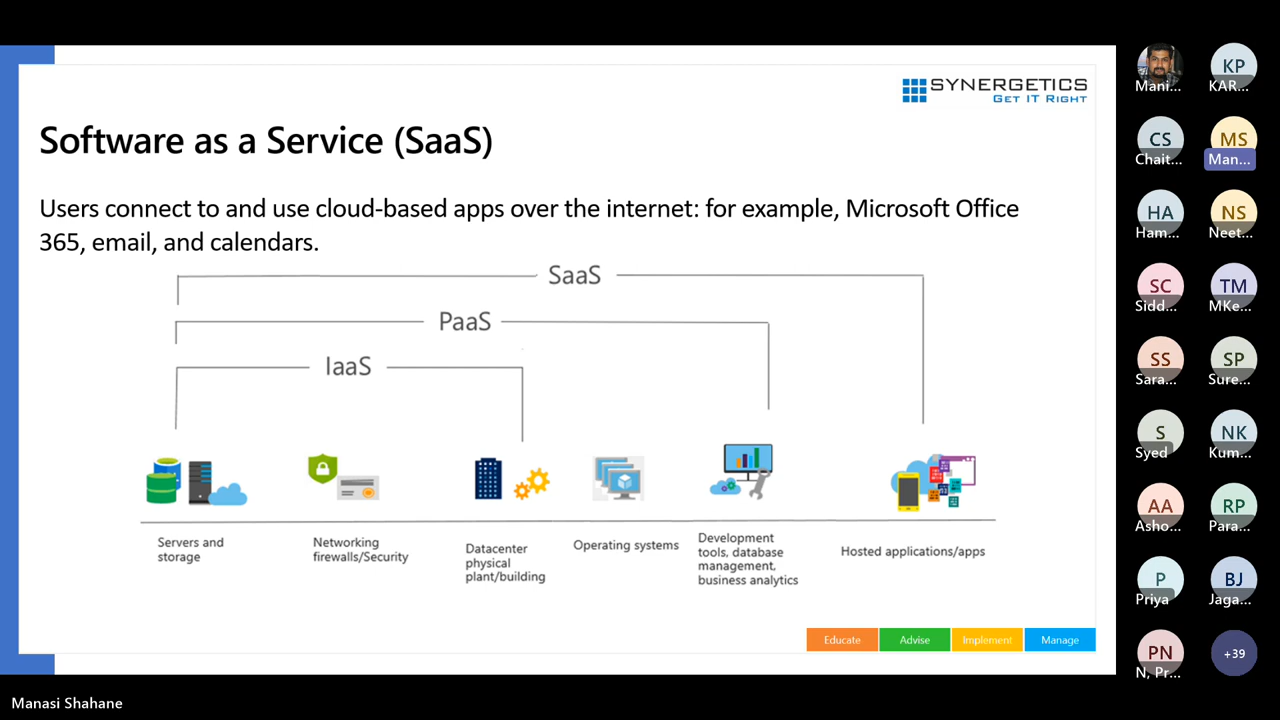 SYNERGETICS
GET IT RIGHT
Software as a Service (SaaS)
Users connect to and use cloud-based apps over the internet: for example, Microsoft Office
365, email, and calendars.
SaaS
PaaS
IaaS
Servers and
storage
Networking
firewalls/Security
Datacenter
physical
plant/building
Operating systems
Development
tools, database
management,
business analytics
Hosted applications/apps
Educate
Advise
Implement
Manage
Manasi Shahane
Mani...
KP
KAR...
CS
Chait...
MS
Man...
HA
Ham...
NS
Neet...
SC
Sidd...
TM
MKe...
SS
Sara...
SP
Sure...
S
Syed
NK
Kum...
AA
Asho...
RP
Para...
P
Priya
BJ
Jaga...
PN
N, Pr...
+39